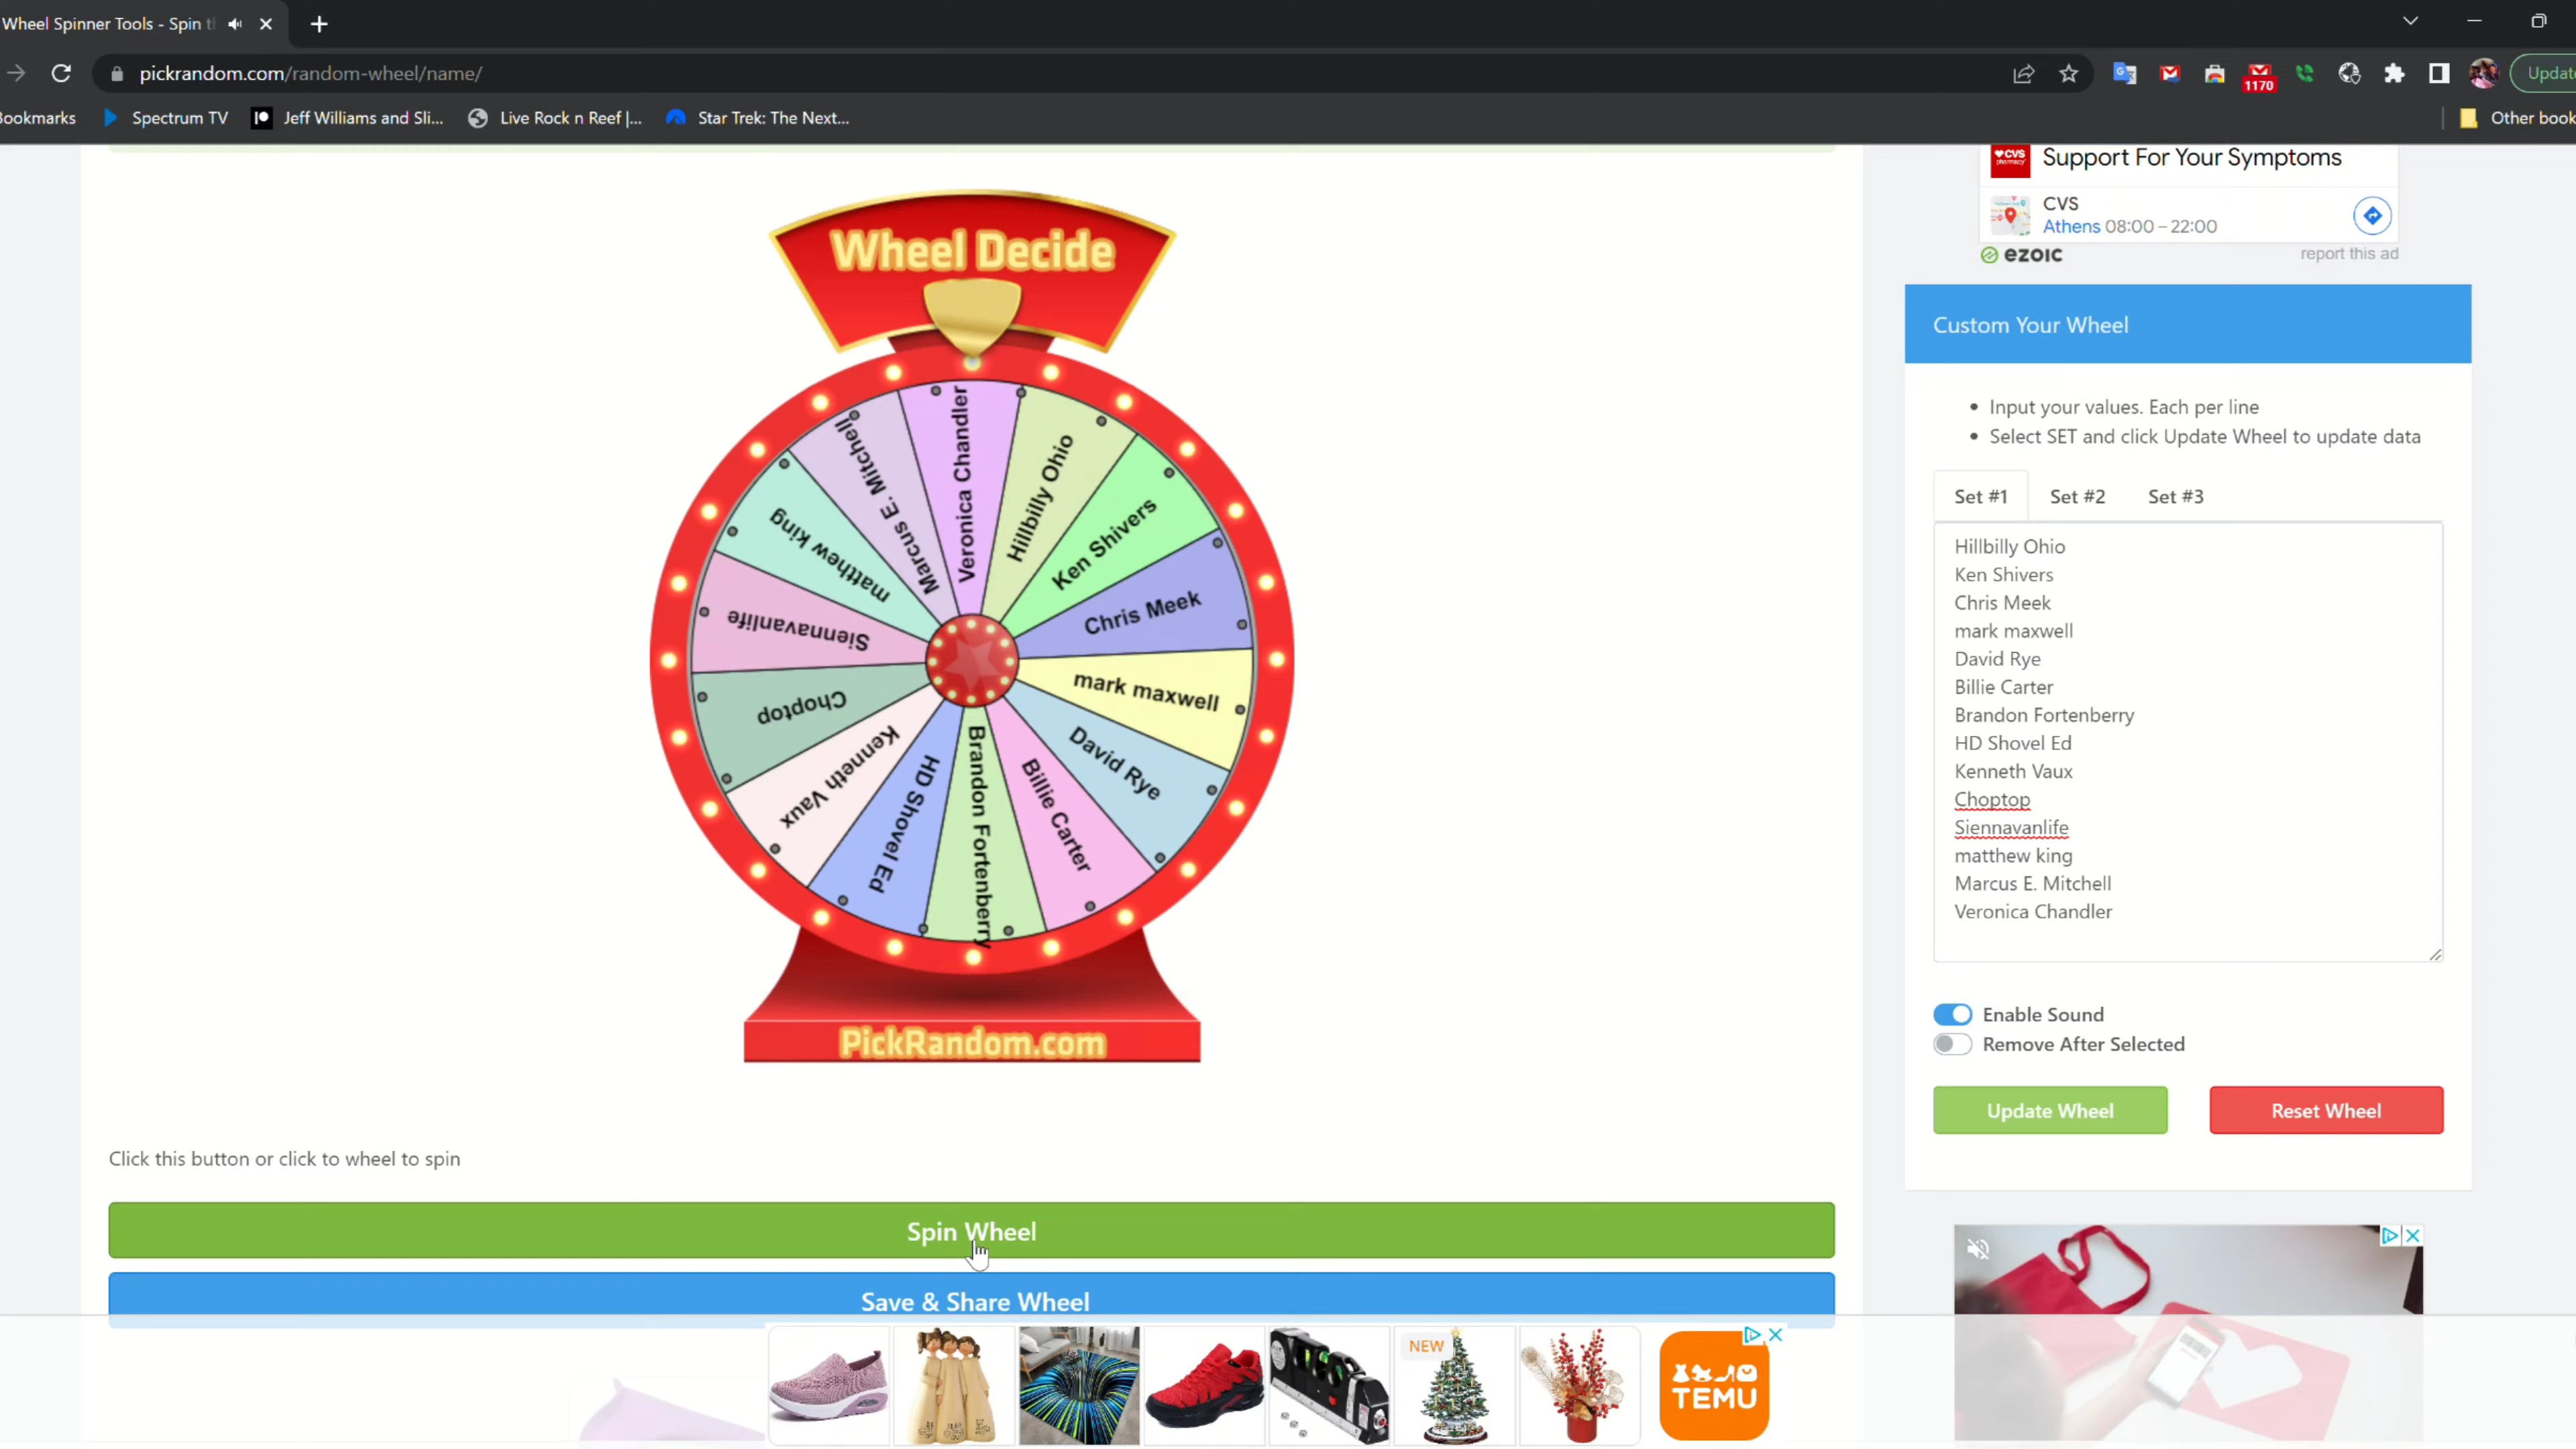 Wheel Spinner Tools - Spin th
pickrandom.com/random-wheel/name/
1170
Update
Bookmarks
Spectrum TV
Jeff Williams and Sli...
Live Rock n Reef |...
Star Trek: The Next...
Other book
Wheel Decide
Veronica Chandler
Hillbilly Ohio
Ken Shivers
Chris Meek
mark maxwell
David Rye
Billie Carter
Brandon Fortenberry
HD Shovel Ed
Kenneth Vaux
Choptop
Siennavanlife
matthew king
Marcus E. Mitchell
PickRandom.com
Click this button or click to wheel to spin
Spin Wheel
Save & Share Wheel
CVS
pharmacy
Support For Your Symptoms
CVS
Athens 08:00 – 22:00
ezoic
report this ad
Custom Your Wheel
Input your values. Each per line
Select SET and click Update Wheel to update data
Set #1 Set #2 Set #3
Hillbilly Ohio
Ken Shivers
Chris Meek
mark maxwell
David Rye
Billie Carter
Brandon Fortenberry
HD Shovel Ed
Kenneth Vaux
Choptop
Siennavanlife
matthew king
Marcus E. Mitchell
Veronica Chandler
Enable Sound
Remove After Selected
Update Wheel
Reset Wheel
NEW
TEMU